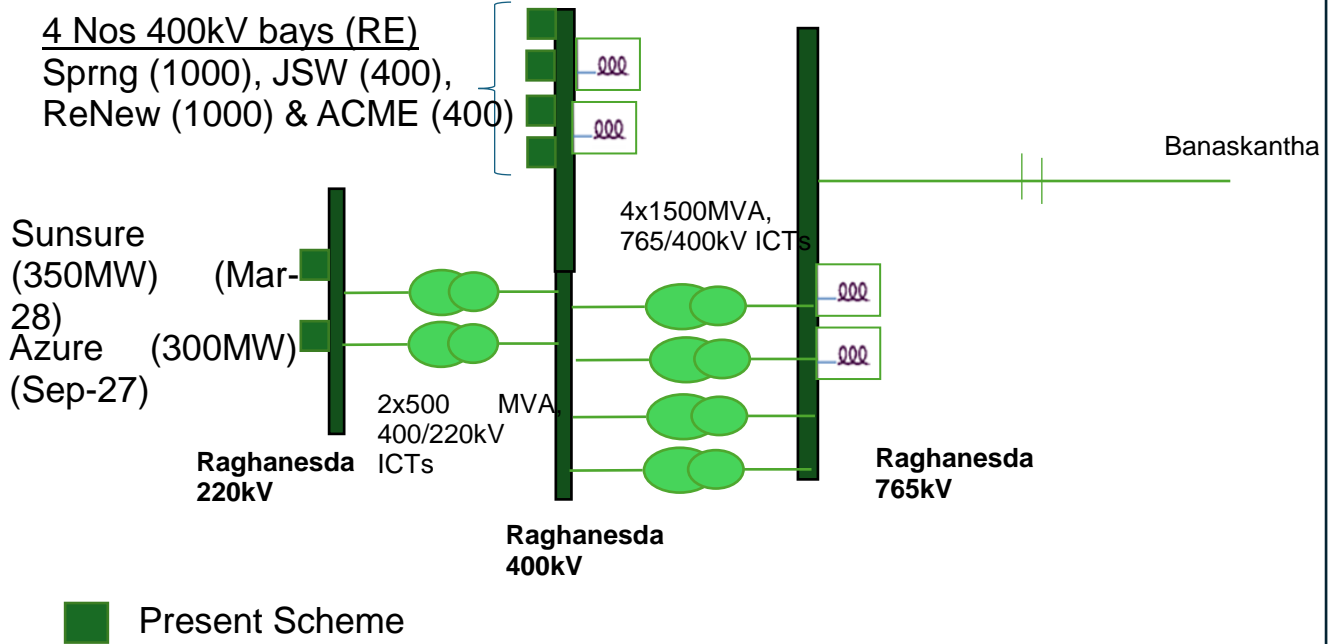 4 Nos 400kV bays (RE)
Sprng (1000), JSW (400),
ReNew (1000) & ACME (400)
Banaskantha
4x1500MVA,
765/400kV ICTs
Sunsure
(350MW) (Mar-
28)
Azure (300MW)
(Sep-27)
2x500 MVA,
400/220kV
ICTs
Raghanesda
220kV
Raghanesda
765kV
Raghanesda
400kV
Present Scheme